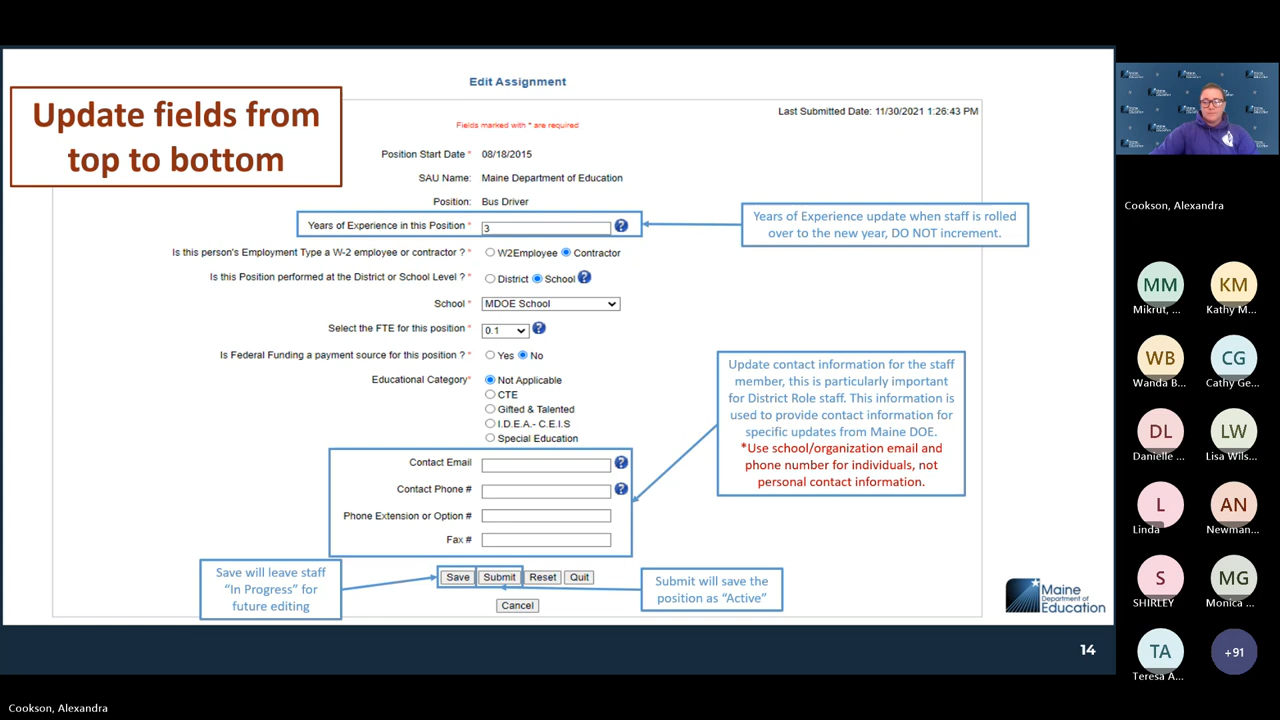 Edit Assignment
Update fields from
top to bottom
Last Submitted Date: 11/30/2021 1:26:43 PM
Fields marked with * are required
Position Start Date * 08/18/2015
SAU Name: Maine Department of Education
Position: Bus Driver
Years of Experience in this Position * 3 ?
Years of Experience update when staff is rolled
over to the new year, DO NOT increment.
Is this person's Employment Type a W-2 employee or contractor ? * W2Employee Contractor
Is this Position performed at the District or School Level ? * District School ?
School * MDOE School
Select the FTE for this position * 0.1 ?
Is Federal Funding a payment source for this position ? * Yes No
Educational Category* Not Applicable
CTE
Gifted & Talented
I.D.E.A.- C.E.I.S
Special Education
Update contact information for the staff
member, this is particularly important
for District Role staff. This information is
used to provide contact information for
specific updates from Maine DOE.
*Use school/organization email and
phone number for individuals, not
personal contact information.
Contact Email ?
Contact Phone # ?
Phone Extension or Option #
Fax #
Save will leave staff
"In Progress" for
future editing
Save Submit Reset Quit
Cancel
Submit will save the
position as "Active"
Maine
Department of
Education
14
Cookson, Alexandra
MM KM
Mikrut, ... Kathy M...
WB CG
Wanda B... Cathy Ge...
DL LW
Danielle ... Lisa Wils...
L AN
Linda Newman...
S MG
SHIRLEY Monica ...
TA +91
Teresa A...
Cookson, Alexandra